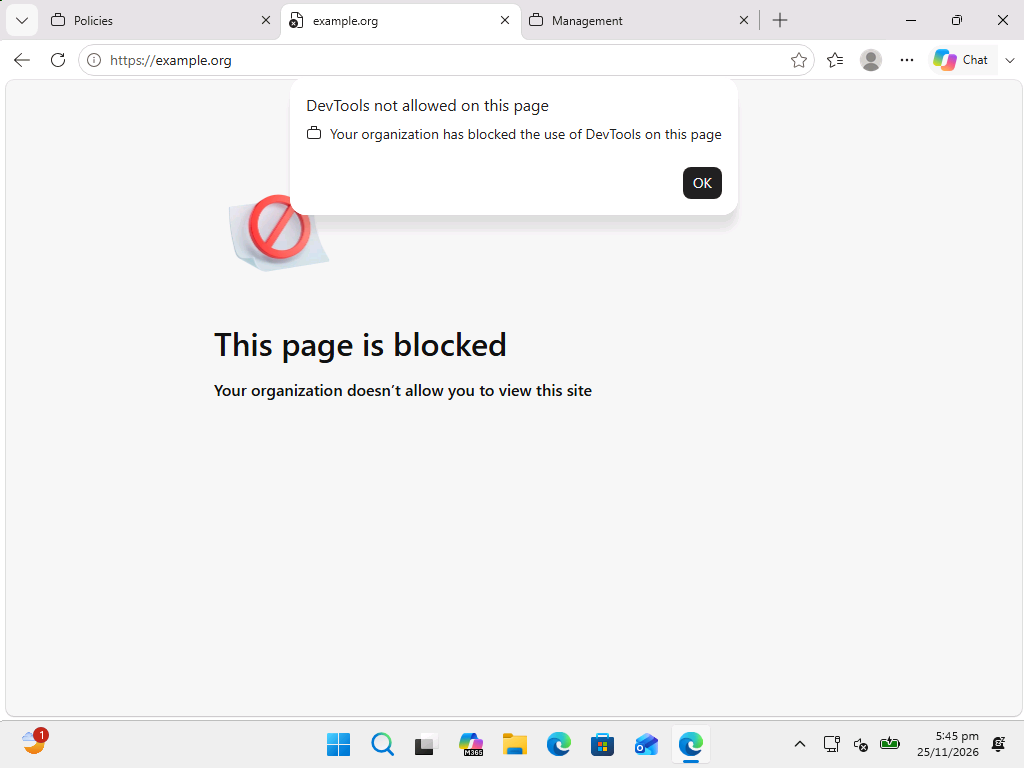 Policies
example.org
Management
https://example.org
Chat
DevTools not allowed on this page
Your organization has blocked the use of DevTools on this page
OK
This page is blocked
Your organization doesn’t allow you to view this site
1
M365
O
5:45 pm
25/11/2026